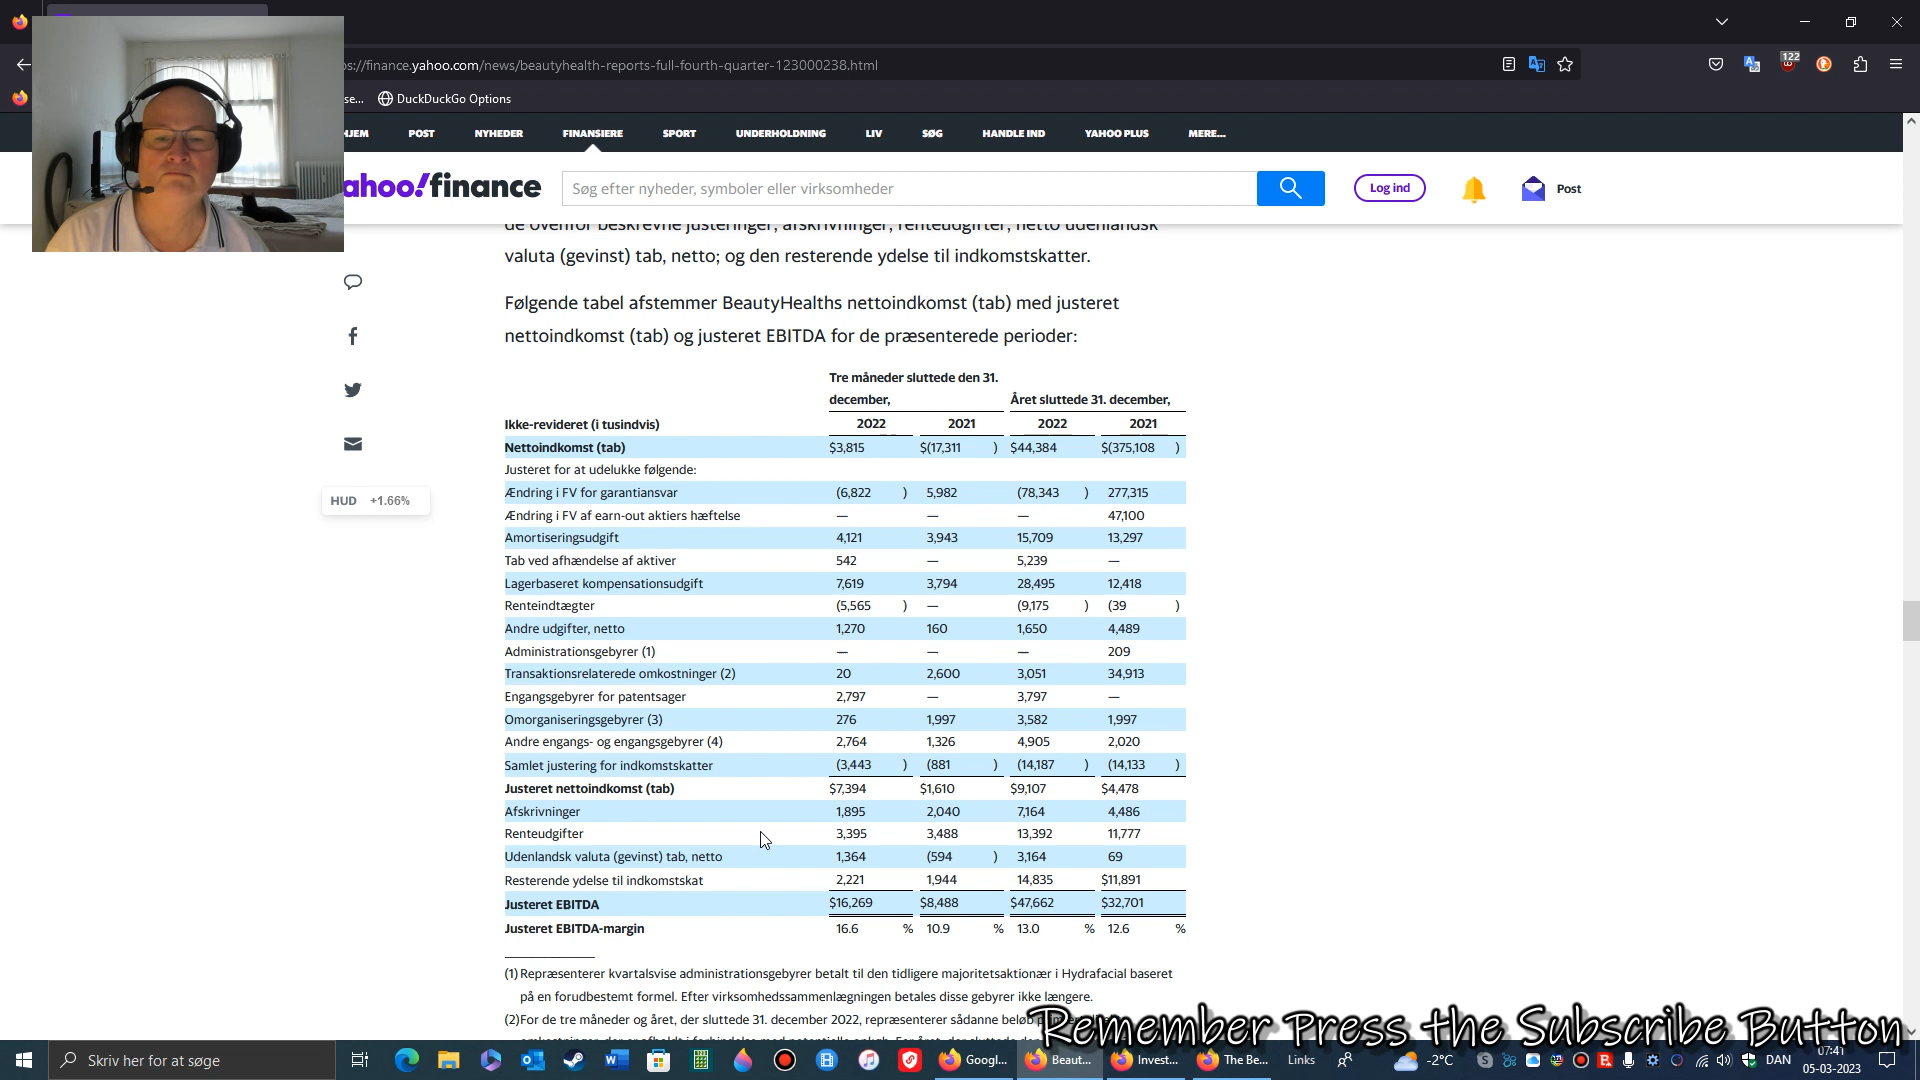 ps://finance.yahoo.com/news/beautyhealth-reports-full-fourth-quarter-123000238.html
122
se... DuckDuckGo Options
HJEM POST NYHEDER FINANSIERE SPORT UNDERHOLDNING LIV SØG HANDLE IND YAHOO PLUS MERE...
ahoo!finance Søg efter nyheder, symboler eller virksomheder Log ind Post
de ovenfor beskrevne justeringer, afskrivninger, renteudgifter, netto udenlandsk
valuta (gevinst) tab, netto; og den resterende ydelse til indkomstskatter.
Følgende tabel afstemmer BeautyHealths nettoindkomst (tab) med justeret
nettoindkomst (tab) og justeret EBITDA for de præsenterede perioder:
Tre måneder sluttede den 31.
december, Året sluttede 31. december,
Ikke-revideret (i tusindvis) 2022 2021 2022 2021
Nettoindkomst (tab) $3,815 $(17,311 ) $44,384 $(375,108 )
Justeret for at udelukke følgende:
Ændring i FV for garantiansvar (6,822 ) 5,982 (78,343 ) 277,315
Ændring i FV af earn-out aktiers hæftelse — — — 47,100
Amortiseringsudgift 4,121 3,943 15,709 13,297
Tab ved afhændelse af aktiver 542 — 5,239 —
Lagerbaseret kompensationsudgift 7,619 3,794 28,495 12,418
Renteindtægter (5,565 ) — (9,175 ) (39 )
Andre udgifter, netto 1,270 160 1,650 4,489
Administrationsgebyrer (1) — — — 209
Transaktionsrelaterede omkostninger (2) 20 2,600 3,051 34,913
Engangsgebyrer for patentsager 2,797 — 3,797 —
Omorganiseringsgebyrer (3) 276 1,997 3,582 1,997
Andre engangs- og engangsgebyrer (4) 2,764 1,326 4,905 2,020
Samlet justering for indkomstskatter (3,443 ) (881 ) (14,187 ) (14,133 )
Justeret nettoindkomst (tab) $7,394 $1,610 $9,107 $4,478
Afskrivninger 1,895 2,040 7,164 4,486
Renteudgifter 3,395 3,488 13,392 11,777
Udenlandsk valuta (gevinst) tab, netto 1,364 (594 ) 3,164 69
Resterende ydelse til indkomstskat 2,221 1,944 14,835 $11,891
Justeret EBITDA $16,269 $8,488 $47,662 $32,701
Justeret EBITDA-margin 16.6 % 10.9 % 13.0 % 12.6 %
HUD +1.66%
(1) Repræsenterer kvartalsvise administrationsgebyrer betalt til den tidligere majoritetsaktionær i Hydrafacial baseret
på en forudbestemt formel. Efter virksomhedssammenlægningen betales disse gebyrer ikke længere.
(2)For de tre måneder og året, der sluttede 31. december 2022, repræsenterer sådanne beløb
Remember Press the Subscribe Button
Skriv her for at søge Googl... Beaut... Invest... The Be... Links -2°C DAN 07:41
05-03-2023